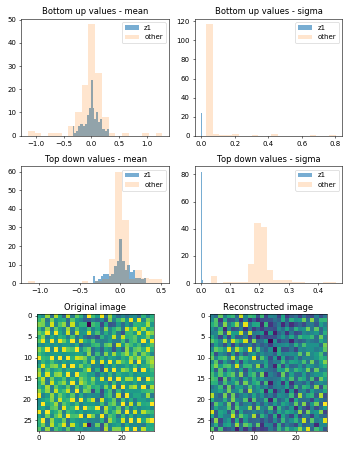 Bottom up values - mean
Bottom up values - sigma
50
40
30
20
10
0
z1
other
−1.0 −0.5 0.0 0.5 1.0
120
100
80
60
40
20
0
z1
other
0.0 0.2 0.4 0.6 0.8
Top down values - mean
Top down values - sigma
60
50
40
30
20
10
0
z1
other
−1.0 −0.5 0.0 0.5
80
60
40
20
0
z1
other
0.0 0.1 0.2 0.3 0.4
Original image
Reconstructed image
0
5
10
15
20
25
0 10 20
0
5
10
15
20
25
0 10 20